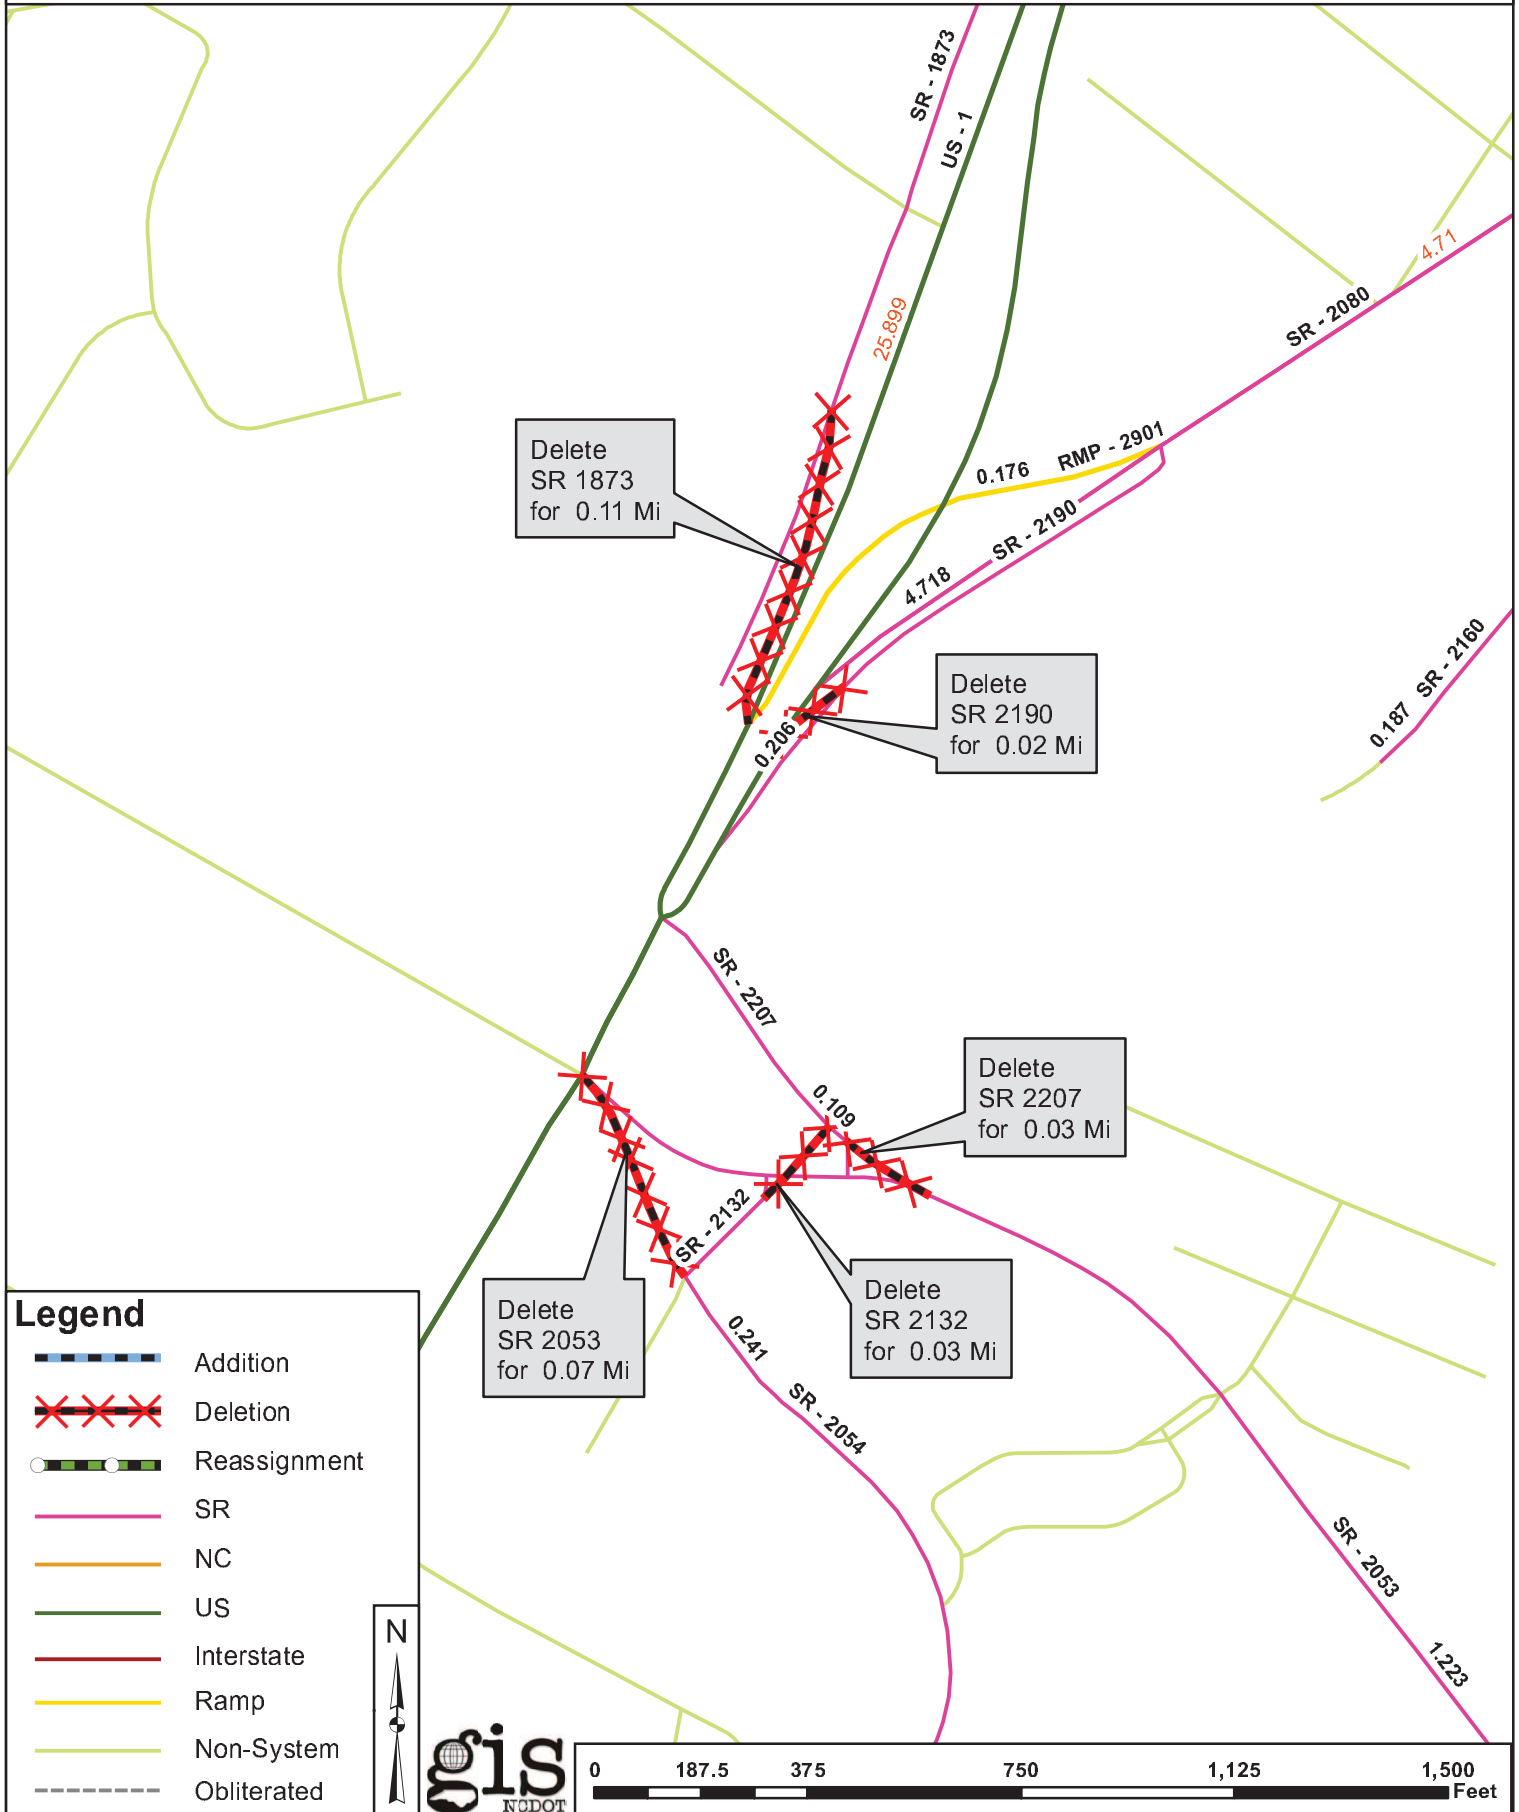 SR - 1873
US - 1
25.899
4.71
SR - 2080
RMP - 2901
0.176
SR - 2190
4.718
Delete
SR 1873
for 0.11 Mi
Delete
SR 2190
for 0.02 Mi
0.206
SR - 2160
0.187
SR - 2207
0.109
Delete
SR 2207
for 0.03 Mi
SR - 2132
Delete
SR 2132
for 0.03 Mi
Delete
SR 2053
for 0.07 Mi
0.241
SR - 2054
SR - 2053
1.223
Legend
Addition
Deletion
Reassignment
SR
NC
US
Interstate
Ramp
Non-System
Obliterated
N
gis
NCDOT
0 187.5 375 750 1,125 1,500
Feet